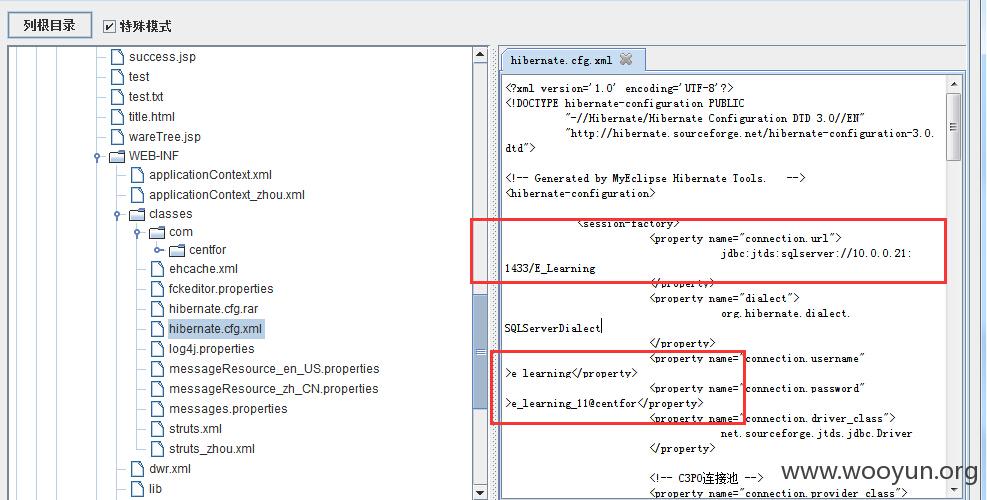 列根目录
特殊模式
success.jsp
test
test.txt
title.html
wareTree.jsp
WEB-INF
applicationContext.xml
applicationContext_zhou.xml
classes
com
centfor
ehcache.xml
fckeditor.properties
hibernate.cfg.rar
hibernate.cfg.xml
log4j.properties
messageResource_en_US.properties
messageResource_zh_CN.properties
messages.properties
struts.xml
struts_zhou.xml
dwr.xml
lib
hibernate.cfg.xml
<?xml version='1.0' encoding='UTF-8'?>
<!DOCTYPE hibernate-configuration PUBLIC
"-//Hibernate/Hibernate Configuration DTD 3.0//EN"
"http://hibernate.sourceforge.net/hibernate-configuration-3.0.
dtd">
<!-- Generated by MyEclipse Hibernate Tools.   -->
<hibernate-configuration>
<session-factory>
<property name="connection.url">
jdbc:jtds:sqlserver://10.0.0.21:
1433/E_Learning
</property>
<property name="dialect">
org.hibernate.dialect.
SQLServerDialect
</property>
<property name="connection.username"
>e learning</property>
<property name="connection.password"
>e_learning_11@centfor</property>
<property name="connection.driver_class">
net.sourceforge.jtds.jdbc.Driver
</property>
<!-- C3P0连接池 -->
<property name="connection.provider_class">
www.wooyun.org